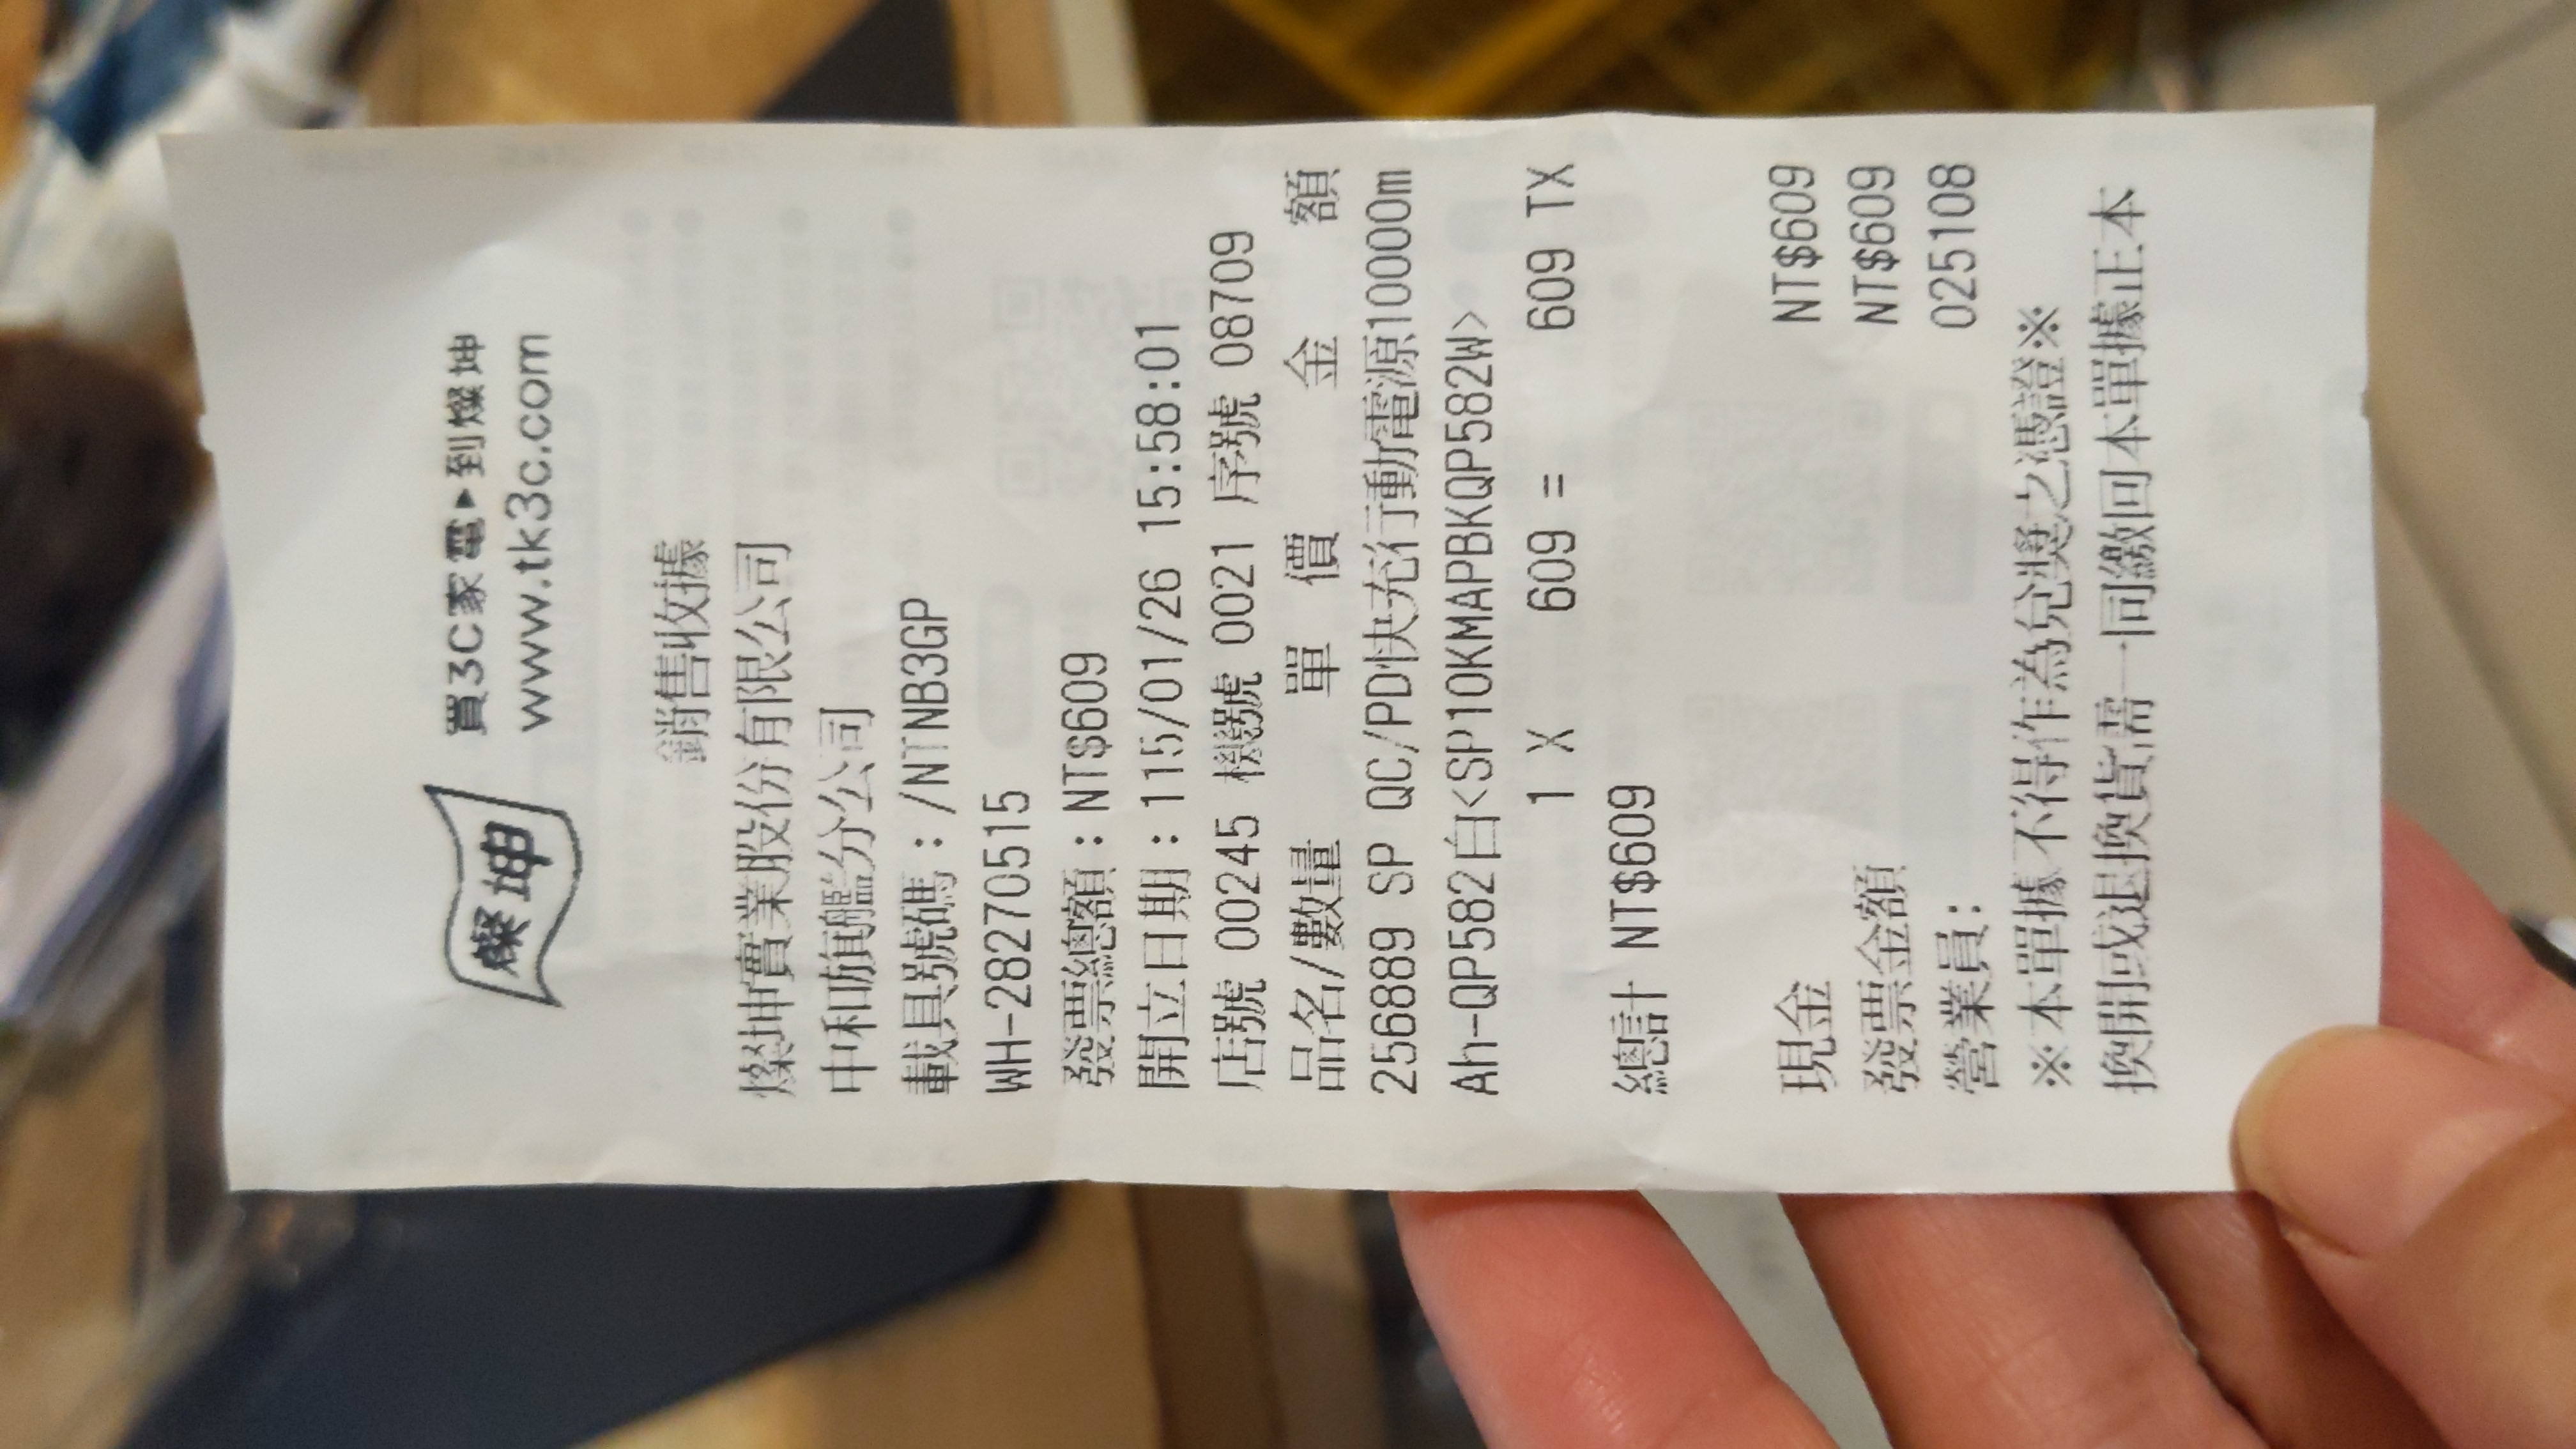 燦坤
買3C家電▶到燦坤
www.tk3c.com
銷售收據
燦坤實業股份有限公司
中和旗艦分公司
載具號碼：/NTNB3GP
WH-28270515
發票總額：NT$609
開立日期：115/01/26 15:58:01
店號 00245 機號 0021 序號 08709
品名/數量 單 價 金 額
256889 SP QC/PD快充行動電源10000m
Ah-QP582白<SP10KMAPBKQP582W>
1 X 609 = 609 TX
總計 NT$609
現金 NT$609
發票金額 NT$609
營業員: 025108
※本單據不得作為兌獎之憑證※
換開或退換貨需一同繳回本單據正本